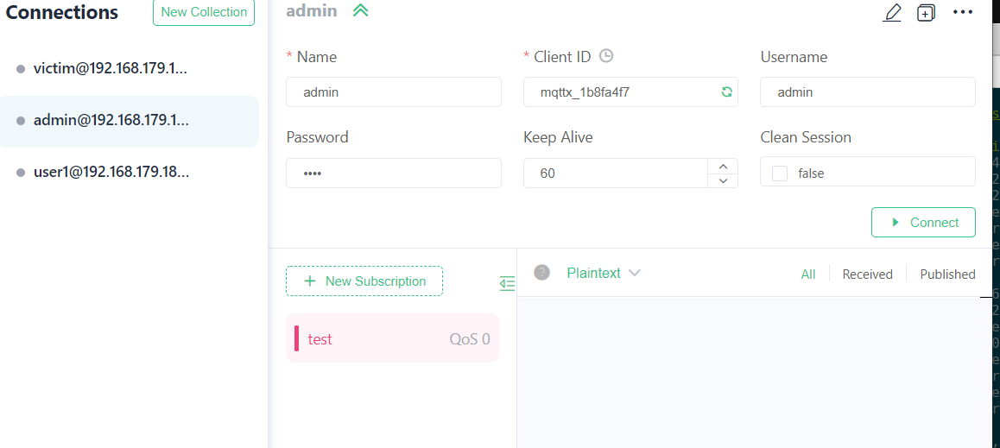 Connections
New Collection
victim@192.168.179.1...
admin@192.168.179.1...
user1@192.168.179.18...
admin
* Name
* Client ID
Username
admin
mqttx_1b8fa4f7
admin
Password
Keep Alive
Clean Session
••••
60
false
Connect
+ New Subscription
test
QoS 0
?
Plaintext
All
Received
Published